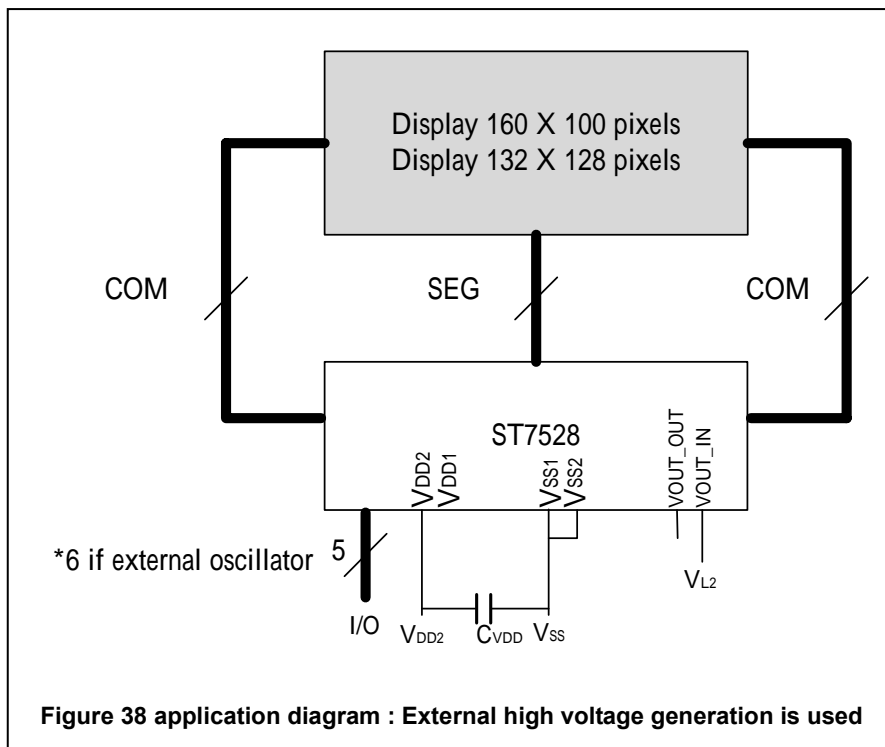 Display 160 X 100 pixels
Display 132 X 128 pixels
COM
SEG
COM
ST7528
VDD2
VDD1
VSS1
VSS2
VOUT_OUT
VOUT_IN
*6 if external oscillator
5
I/O
VDD2
CVDD
VSS
VL2
Figure 38 application diagram : External high voltage generation is used